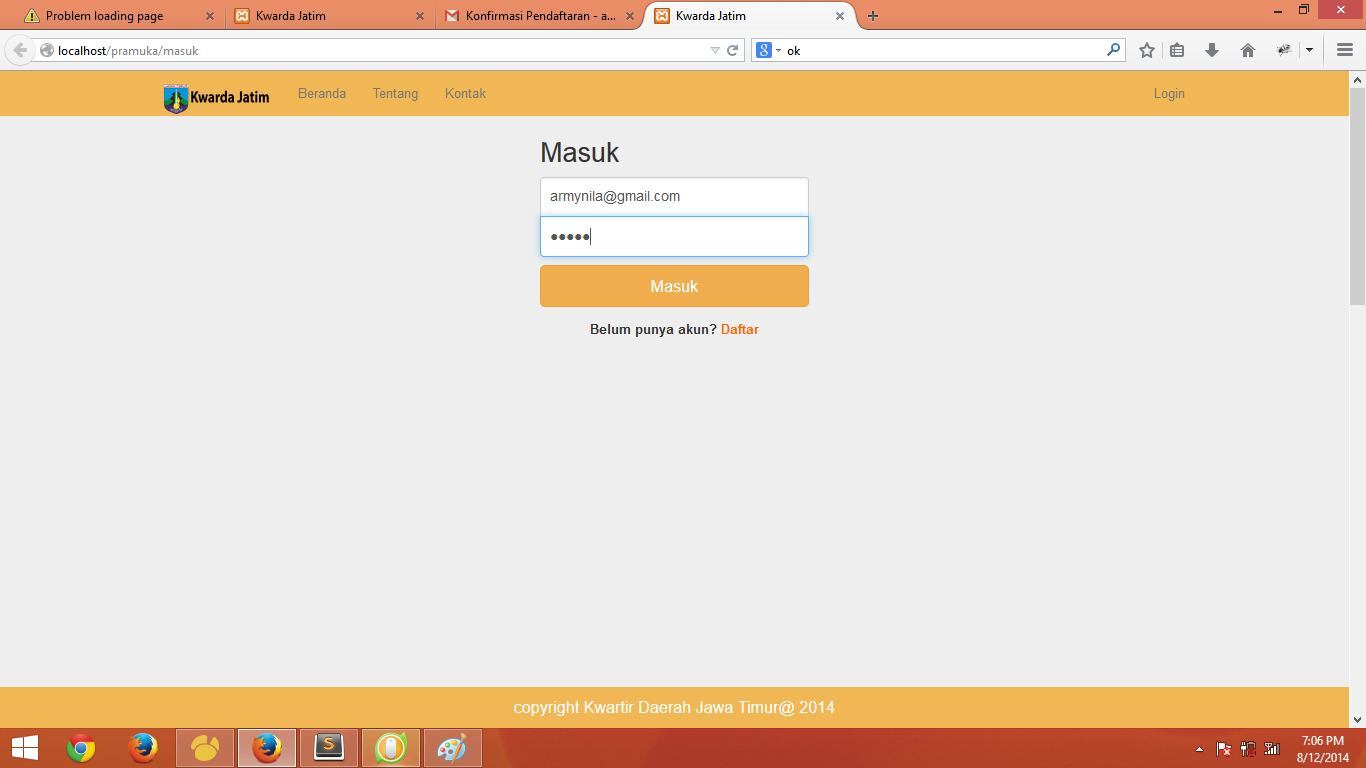 Problem loading page
Kwarda Jatim
Konfirmasi Pendaftaran - a...
Kwarda Jatim
localhost/pramuka/masuk
8
ok
Kwarda Jatim
Beranda
Tentang
Kontak
Login
Masuk
armynila@gmail.com
Masuk
Belum punya akun? Daftar
copyright Kwartir Daerah Jawa Timur@ 2014
S
7:06 PM
8/12/2014